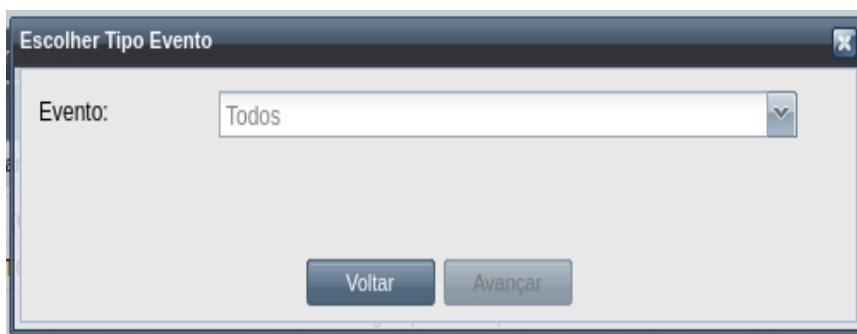 Escolher Tipo Evento
Evento:
Todos
Voltar
Avançar